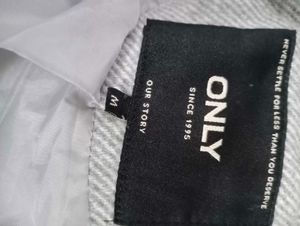 ONLY
SINCE 1995
OUR STORY
NEVER SETTLE FOR LESS THAN YOU DESERVE
M